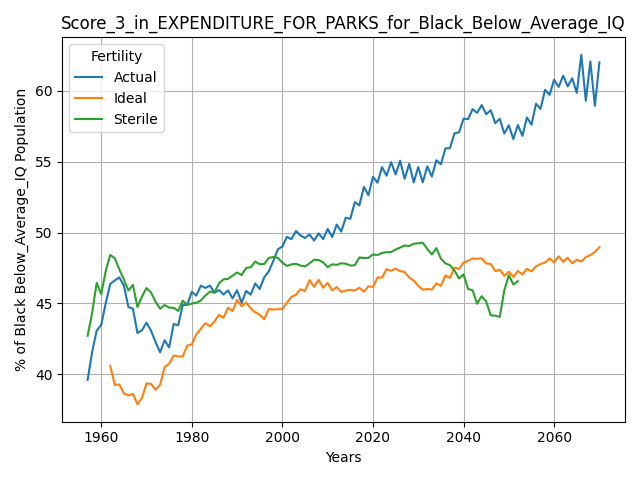 Score_3_in_EXPENDITURE_FOR_PARKS_for_Black_Below_Average_IQ
Fertility
Actual
Ideal
Sterile
% of Black Below_Average_IQ Population
60
55
50
45
40
1960
1980
2000
2020
2040
2060
Years